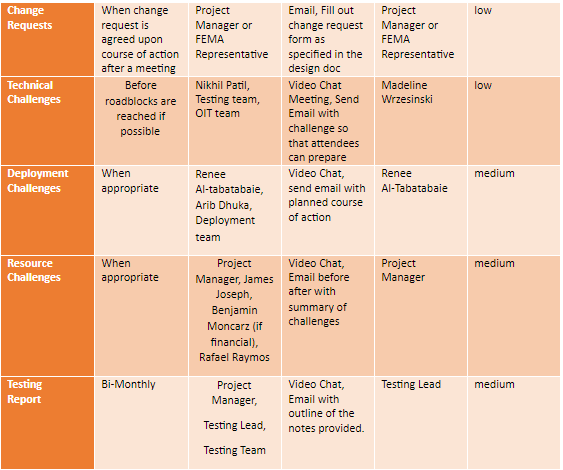 Change
Requests
When change
request is
agreed upon
course of action
after a meeting
Project
Manager or
FEMA
Representative
Email, Fill out
change request
form as
specified in the
design doc
Project
Manager or
FEMA
Representative
low
Technical
Challenges
Before
roadblocks are
reached if
possible
Nikhil Patil,
Testing team,
OIT team
Video Chat
Meeting, Send
Email with
challenge so
that attendees
can prepare
Madeline
Wrzesinski
low
Deployment
Challenges
When
appropriate
Renee
Al-tabatabaie,
Arib Dhuka,
Deployment
team
Video Chat,
send email with
planned course
of action
Renee
Al-Tabatabaie
medium
Resource
Challenges
When
appropriate
Project
Manager, James
Joseph,
Benjamin
Moncarz (if
financial),
Rafael Raymos
Video Chat,
Email before
after with
summary of
challenges
Project
Manager
medium
Testing
Report
Bi-Monthly
Project
Manager,
Testing Lead,
Testing Team
Video Chat,
Email with
outline of the
notes provided.
Testing Lead
medium